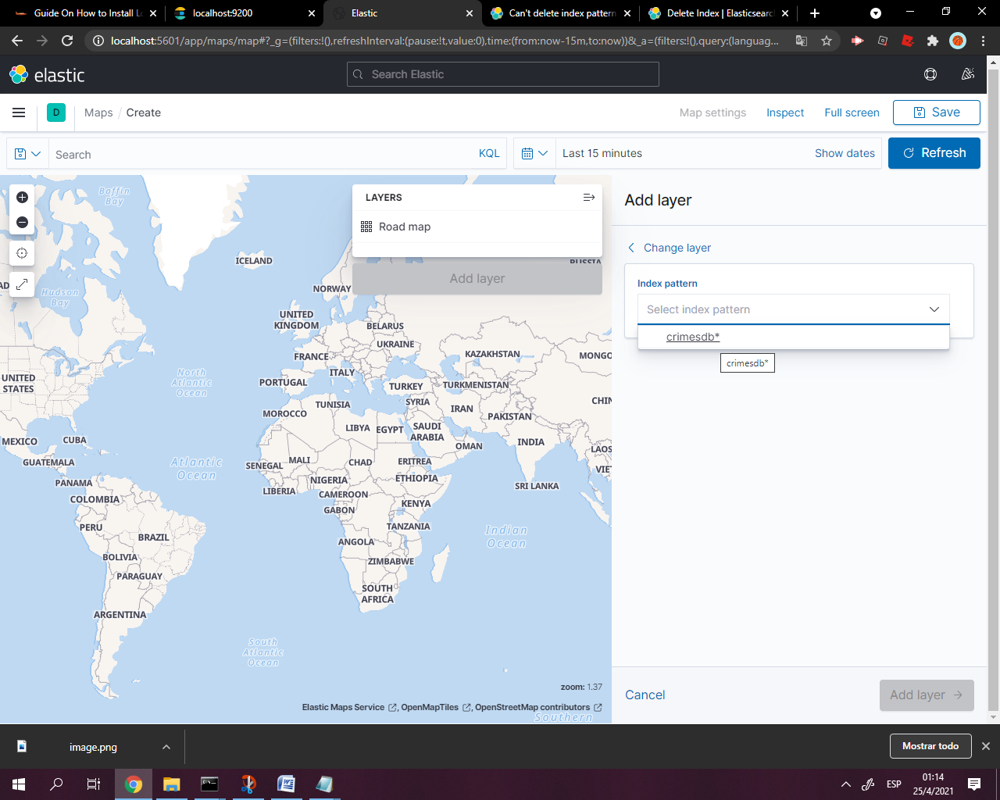 Guide On How to Install Lo
localhost:9200
Elastic
Can't delete index pattern
Delete Index | Elasticsearch
localhost:5601/app/maps/map#?_g=(filters:!(),refreshInterval:(pause:!t,value:0),time:(from:now-15m,to:now))&_a=(filters:!(),query:(languag...
elastic
Search Elastic
D
Maps / Create
Map settings
Inspect
Full screen
Save
Search
KQL
Last 15 minutes
Show dates
Refresh
LAYERS
Road map
Add layer
Add layer
Change layer
Index pattern
Select index pattern
crimesdb*
crimesdb*
Baffin
Bay
Hudson
Bay
ICELAND
NORWAY
RUSSIA
UNITED
KINGDOM
BELARUS
UKRAINE
FRANCE
KAZAKHSTAN
MONGO
ITALY
UNITED
STATES
North
Atlantic
Ocean
PORTUGAL
TURKEY
TURKMENISTAN
SYRIA
CHIN
TUNISIA
MOROCCO
IRAN
PAKISTAN
LIBYA
EGYPT
SAUDI
ARABIA
MEXICO
CUBA
OMAN
INDIA
LAOS
GUATEMALA
Atlantic
Ocean
SENEGAL
MALI
CHAD
ERITREA
VIET
PANAMA
NIGERIA
ETHIOPIA
LIBERIA
CAMEROON
SRI LANKA
COLOMBIA
GABON
KENYA
PERU
TANZANIA
BRAZIL
ANGOLA
Indian
Ocean
BOLIVIA
ZIMBABWE
PARAGUAY
SOUTH
AFRICA
ARGENTINA
South
Atlantic
Ocean
zoom: 1.37
Elastic Maps Service , OpenMapTiles , OpenStreetMap contributors
Southern
Cancel
Add layer
image.png
Mostrar todo
ESP
01:14
25/4/2021